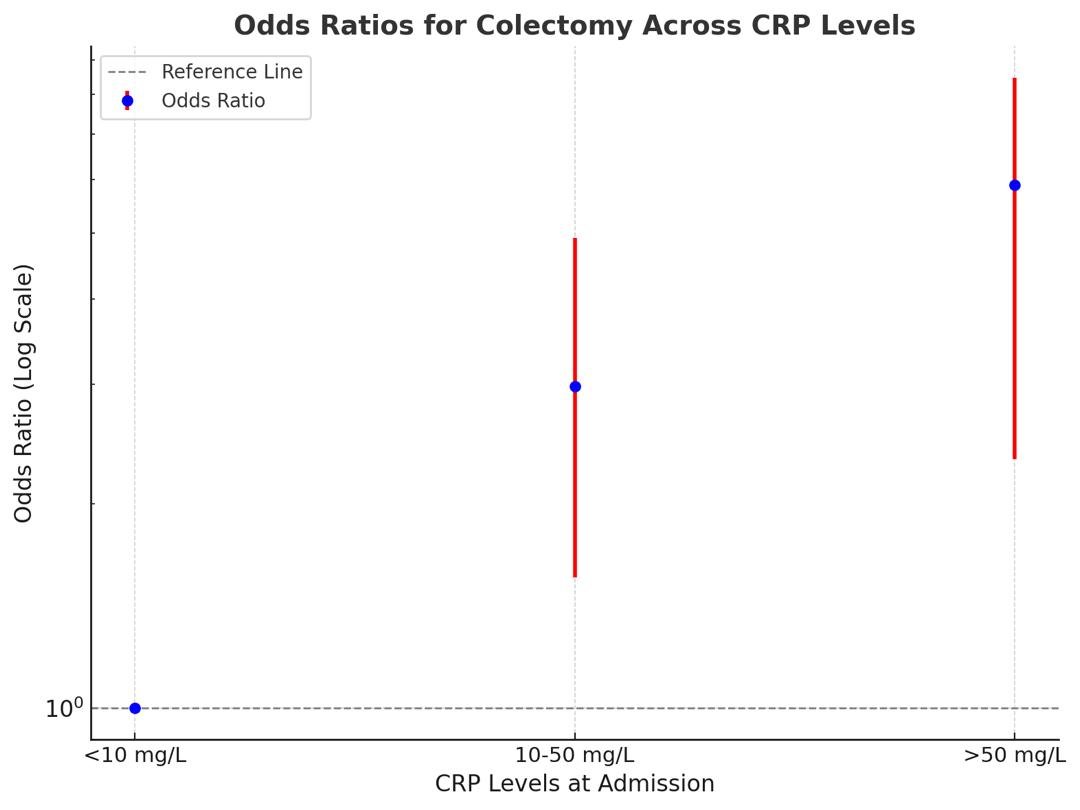 Odds Ratios for Colectomy Across CRP Levels
Reference Line
Odds Ratio
Odds Ratio (Log Scale)
10⁰
<10 mg/L
10-50 mg/L
>50 mg/L
CRP Levels at Admission